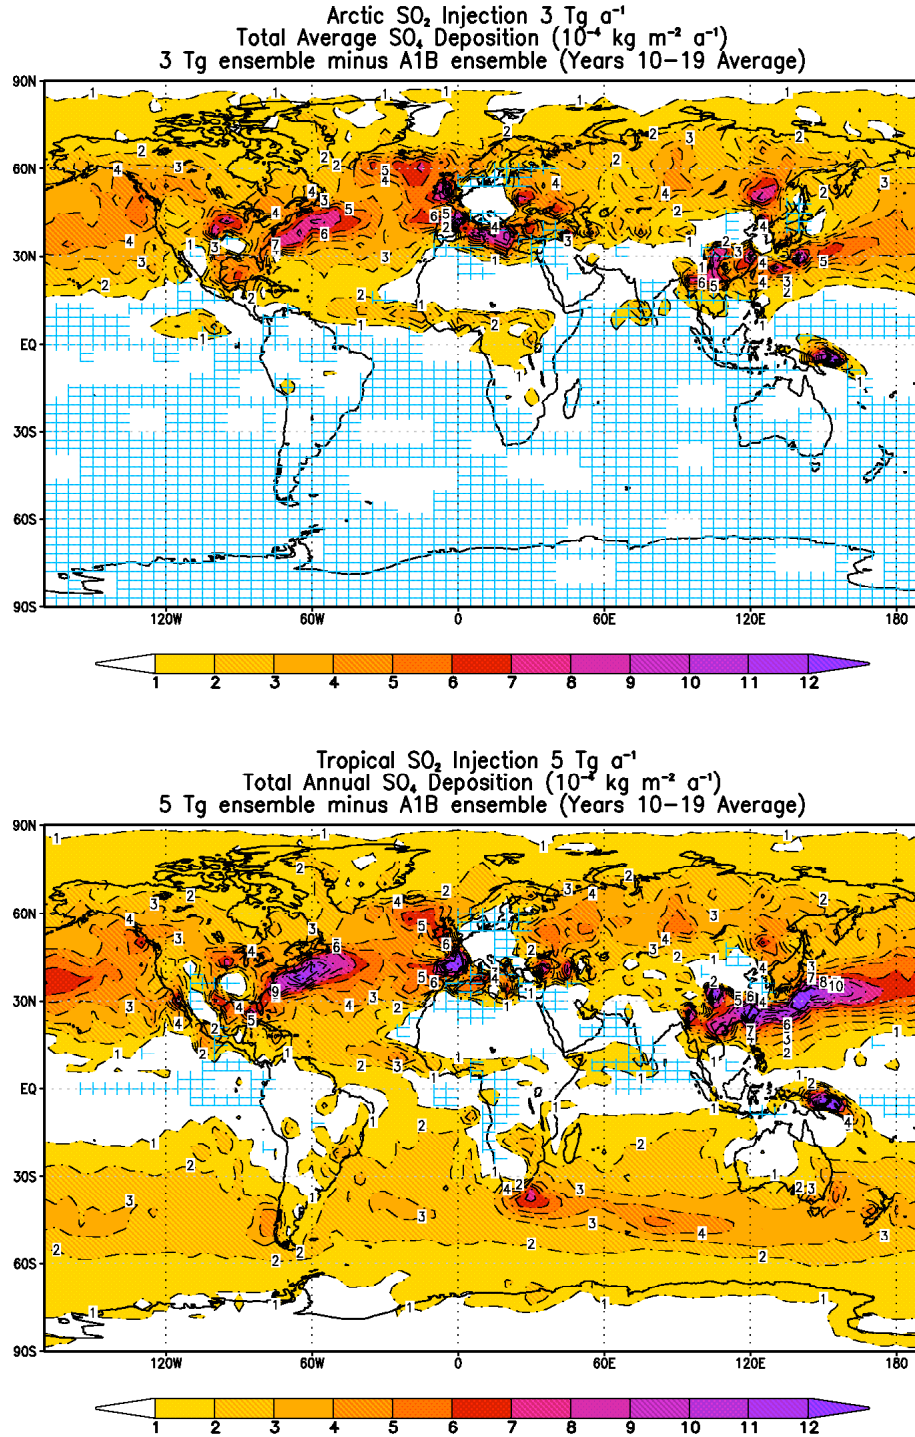 Arctic SO₂ Injection 3 Tg a⁻¹
Total Average SO₄ Deposition (10⁻⁴ kg m⁻² a⁻¹)
3 Tg ensemble minus A1B ensemble (Years 10-19 Average)
90N
60N
30N
EQ
30S
60S
90S
120W 60W 0 60E 120E 180
1 2 3 4 5 6 7 8 9 10 11 12
Tropical SO₂ Injection 5 Tg a⁻¹
Total Annual SO₄ Deposition (10⁻⁴ kg m⁻² a⁻¹)
5 Tg ensemble minus A1B ensemble (Years 10-19 Average)
90N
60N
30N
EQ
30S
60S
90S
120W 60W 0 60E 120E 180
1 2 3 4 5 6 7 8 9 10 11 12